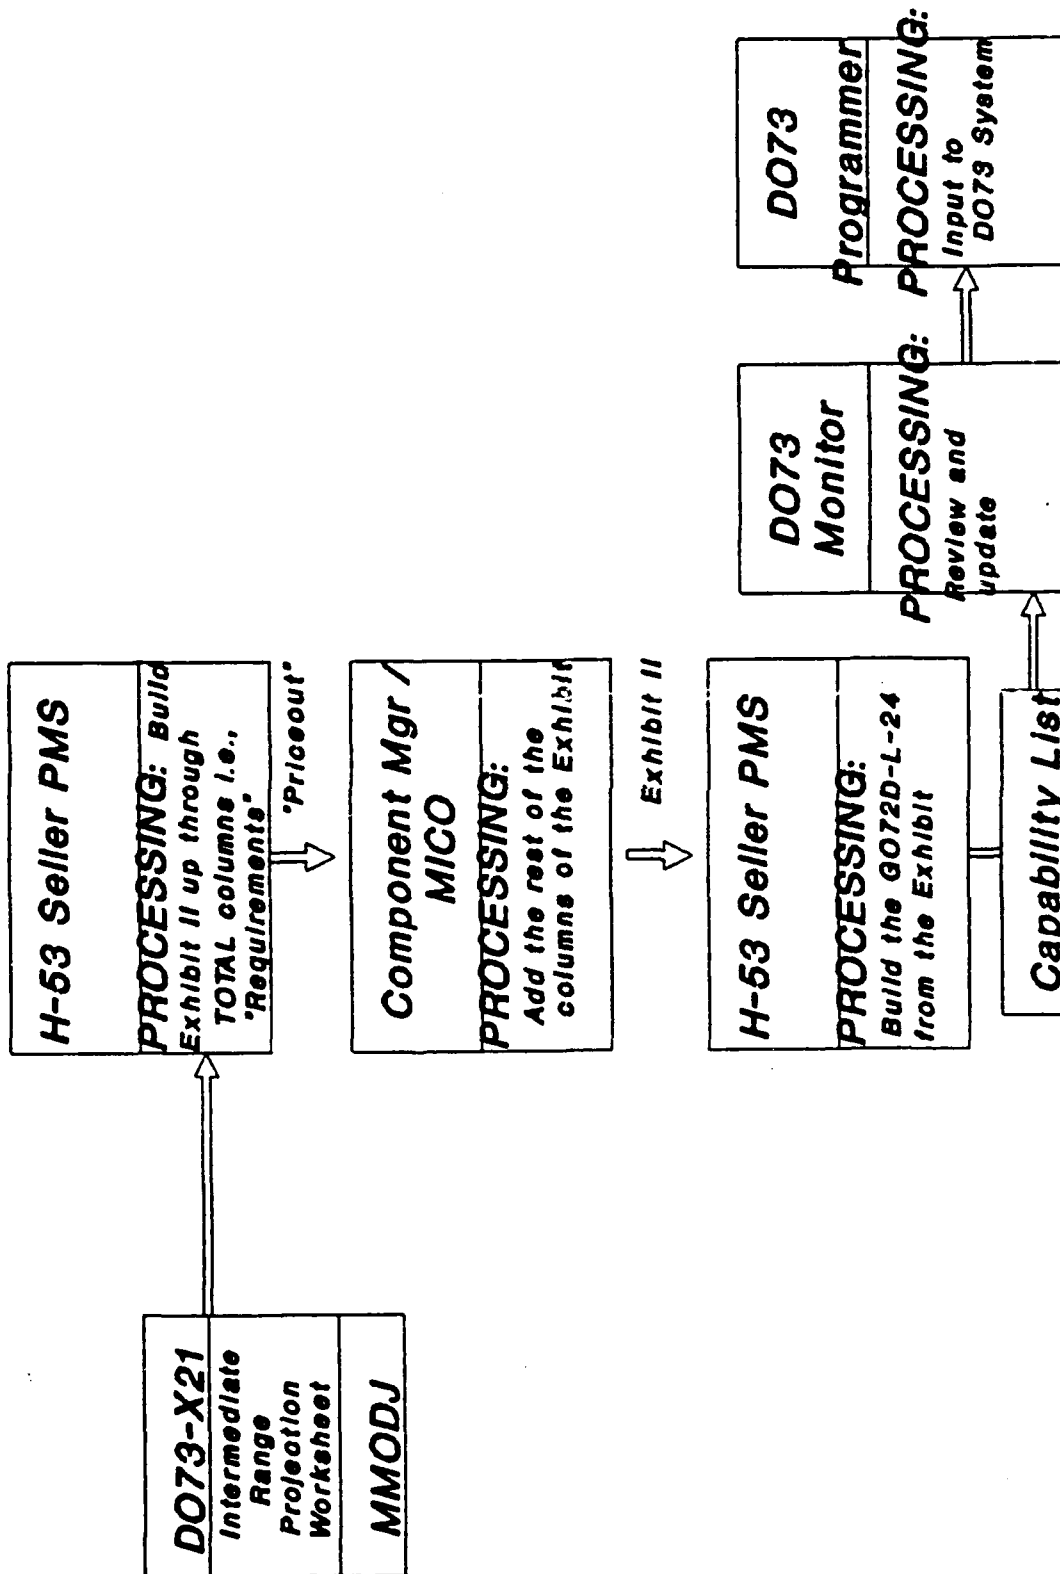 DO73-X21
Intermediate
Range
Projection
Worksheet
MMODJ
H-53 Seller PMS
PROCESSING: Build
Exhibit II up through
TOTAL columns i.e.,
"Requirements"
"Priceout"
Component Mgr /
MICO
PROCESSING:
Add the rest of the
columns of the Exhibit
Exhibit II
H-53 Seller PMS
PROCESSING:
Build the GO72D-L-24
from the Exhibit
Capability List
DO73
Monitor
PROCESSING:
Review and
update
DO73
Programmer
PROCESSING:
Input to
DO73 System